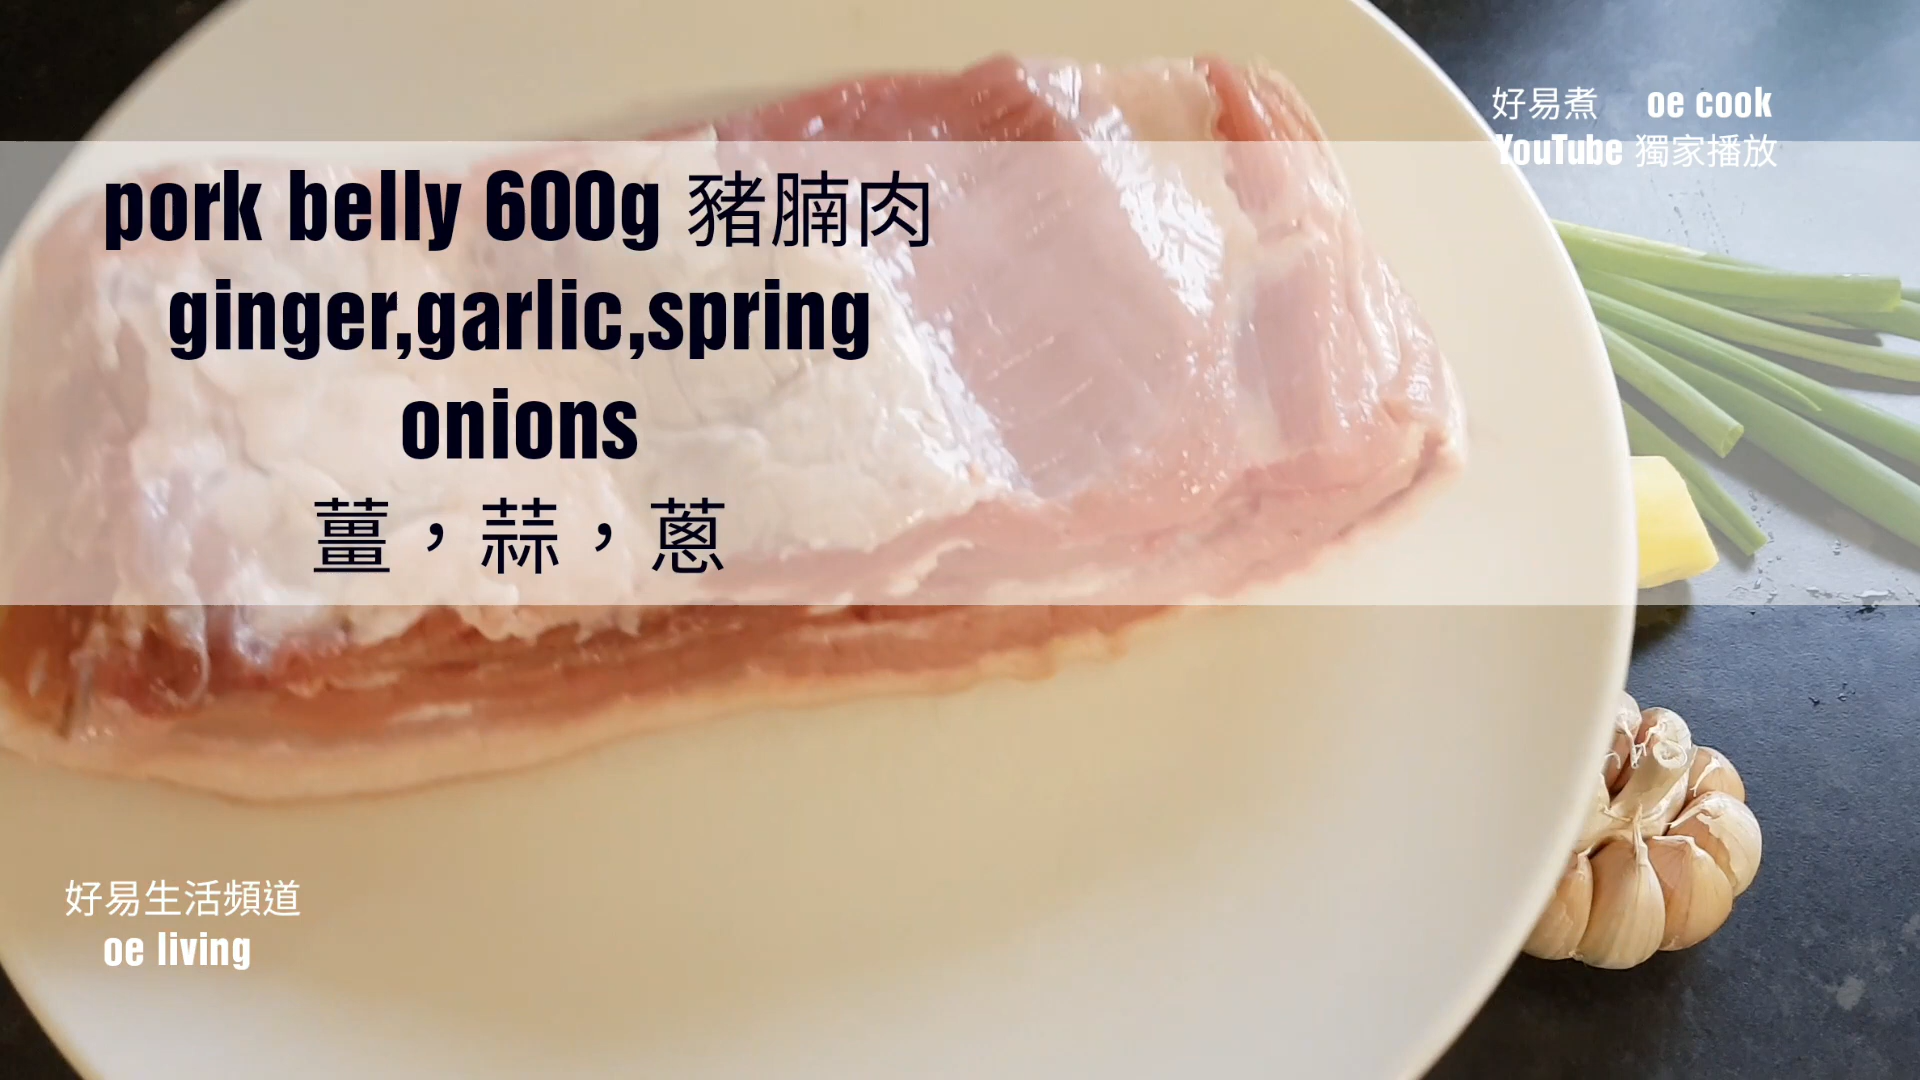 好易煮 oe cook
YouTube 獨家播放
pork belly 600g 豬腩肉
ginger,garlic,spring
onions
薑，蒜，蔥
好易生活頻道
oe living